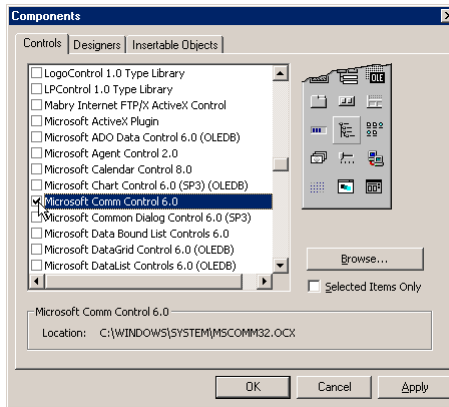 Components
Controls Designers Insertable Objects
LogoControl 1.0 Type Library
LPControl 1.0 Type Library
Mabry Internet FTP/X ActiveX Control
Microsoft ActiveX Plugin
Microsoft ADO Data Control 6.0 (OLEDB)
Microsoft Agent Control 2.0
Microsoft Calendar Control 8.0
Microsoft Chart Control 6.0 (SP3) (OLEDB)
Microsoft Comm Control 6.0
Microsoft Common Dialog Control 6.0 (SP3)
Microsoft Data Bound List Controls 6.0
Microsoft DataGrid Control 6.0 (OLEDB)
Microsoft DataList Controls 6.0 (OLEDB)
OLE
Browse...
Selected Items Only
Microsoft Comm Control 6.0
Location: C:\WINDOWS\SYSTEM\MSCOMM32.OCX
OK Cancel Apply